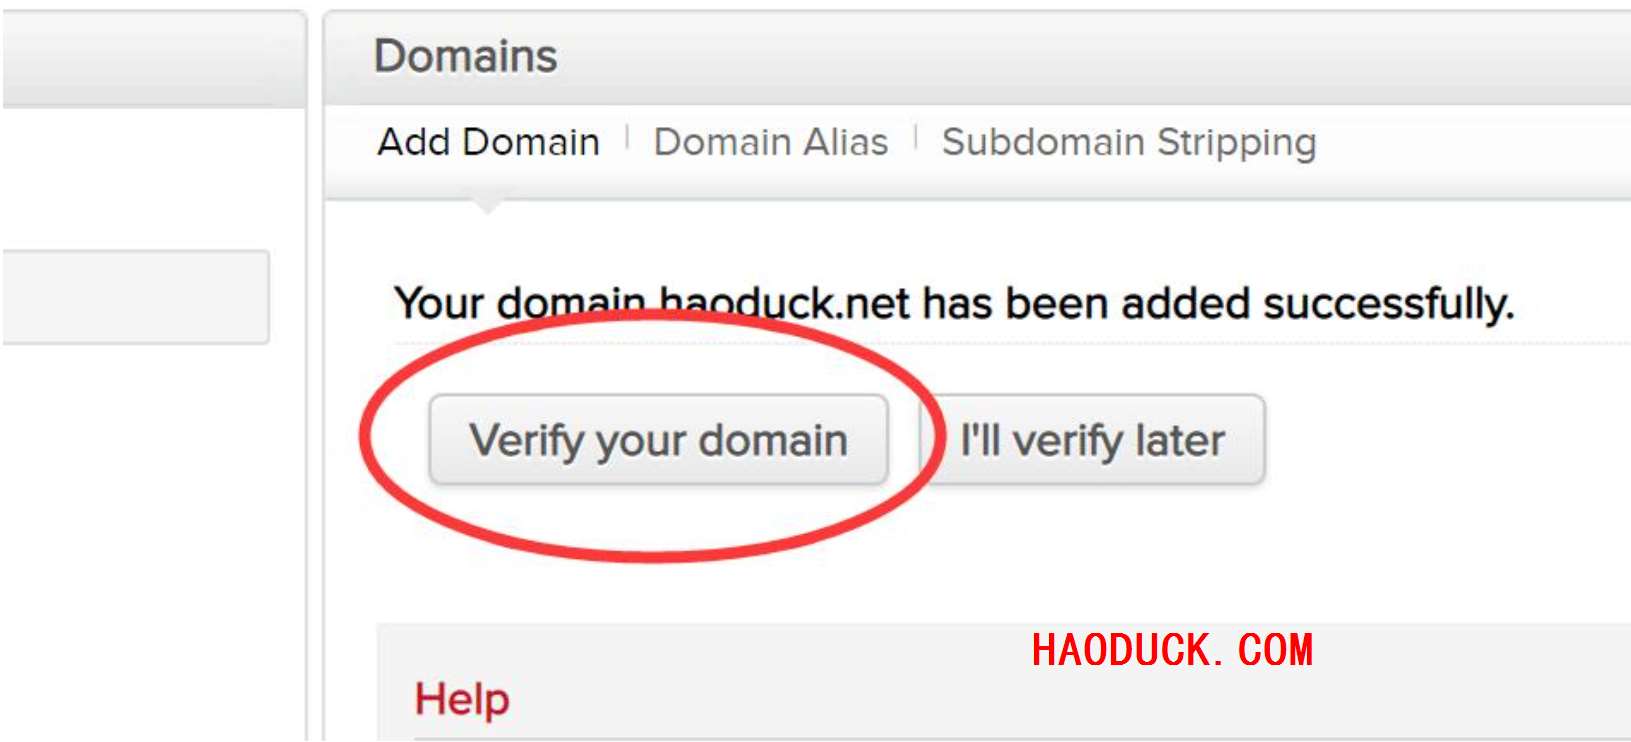 Domains
Add Domain | Domain Alias | Subdomain Stripping
Your domain haoduck.net has been added successfully.
Verify your domain I'll verify later
HAODUCK.COM
Help